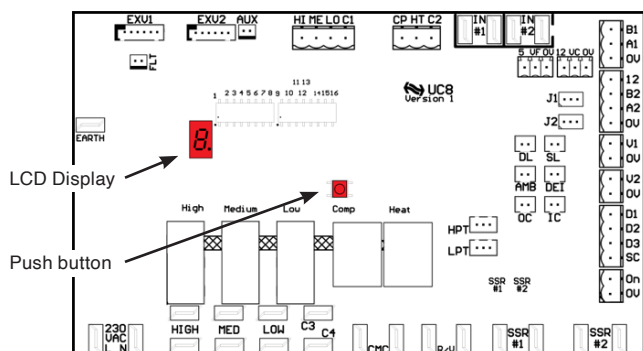 EXV1 EXV2 AUX HI ME LO C1 CP HT C2 IN #1 IN #2 B1
A1
0V
FLT
5 VF 0V 12 VC 0V
11 13
1 2 3 4 5 6 7 8 9 10 12 14 15 16
UC8
Version 1
12
B2
A2
0V
J1
J2
EARTH
8.
DL SL
V1
0V
LCD Display
AMB DEI
V2
0V
High Medium Low Comp Heat
OC IC
D1
D2
D3
SC
HPT
LPT
Push button
SSR #1 SSR #2
On
0V
230 VAC
L N
HIGH MED LOW C3
C4
CMC R/V SSR #1 SSR #2